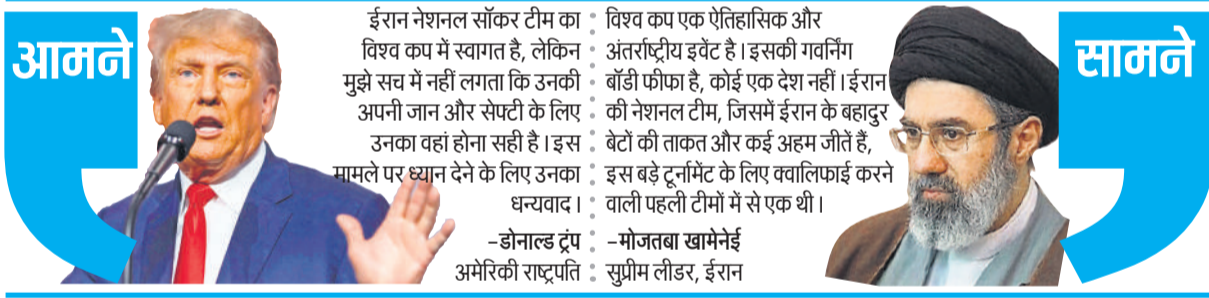 आमने
ईरान नेशनल सॉकर टीम का
विश्व कप में स्वागत है, लेकिन
मुझे सच में नहीं लगता कि उनकी
अपनी जान और सेफ्टी के लिए
उनका वहां होना सही है। इस
मामले पर ध्यान देने के लिए उनका
धन्यवाद।
-डोनाल्ड ट्रंप
अमेरिकी राष्ट्रपति
विश्व कप एक ऐतिहासिक और
अंतर्राष्ट्रीय इवेंट है। इसकी गवर्निंग
बॉडी फीफा है, कोई एक देश नहीं। ईरान
की नेशनल टीम, जिसमें ईरान के बहादुर
बेटों की ताकत और कई अहम जीतें हैं,
इस बड़े टूर्नामेंट के लिए क्वालिफाई करने
वाली पहली टीमों में से एक थी।
-मोजतबा खामेनेई
सुप्रीम लीडर, ईरान
सामने